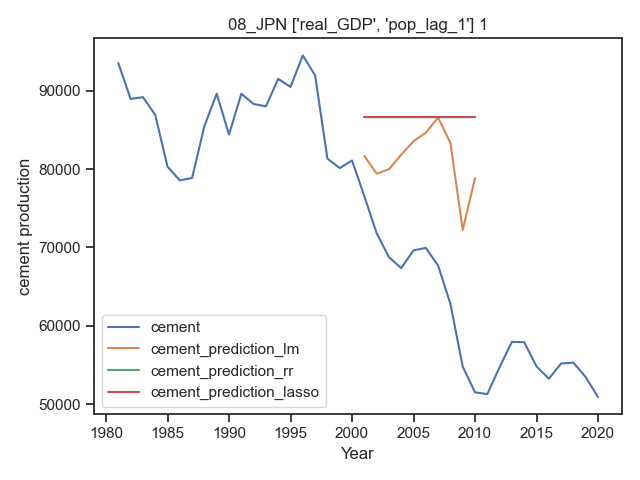 08_JPN ['real_GDP', 'pop_lag_1'] 1
90000
80000
70000
60000
50000
cement production
cement
cement_prediction_lm
cement_prediction_rr
cement_prediction_lasso
1980 1985 1990 1995 2000 2005 2010 2015 2020
Year